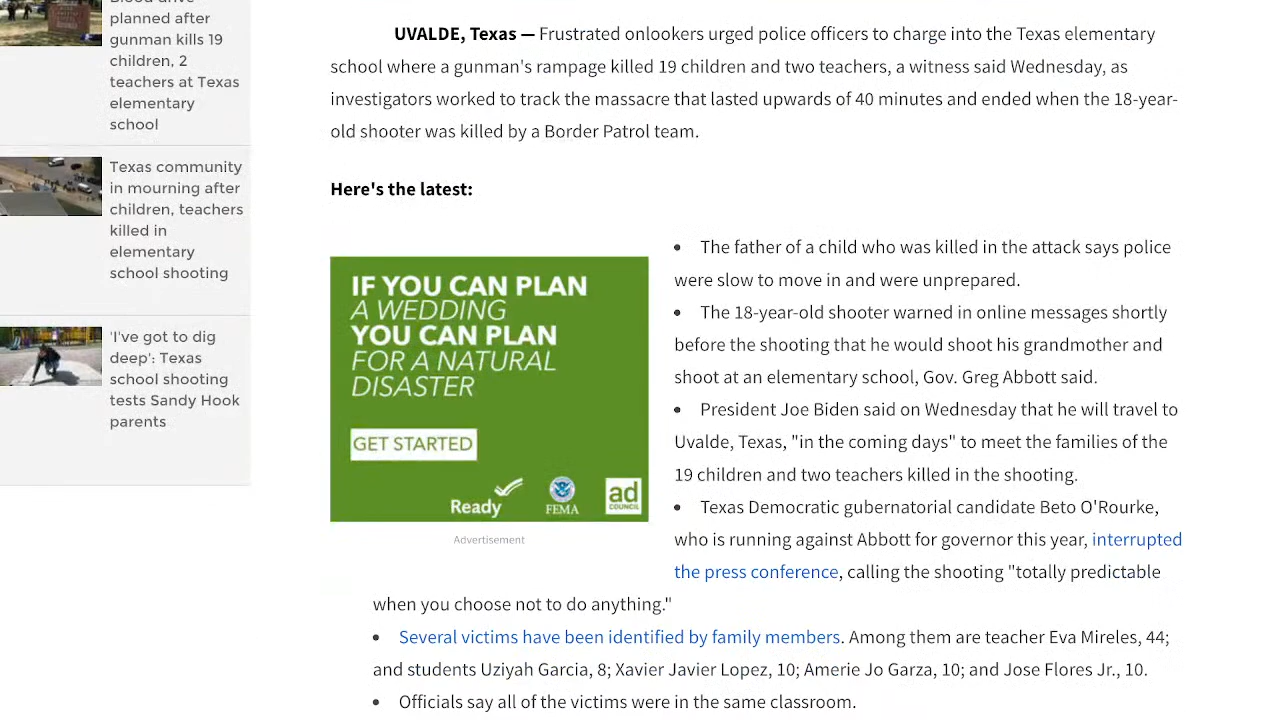 Blood drive
planned after
gunman kills 19
children, 2
teachers at Texas
elementary
school
Texas community
in mourning after
children, teachers
killed in
elementary
school shooting
'I've got to dig
deep': Texas
school shooting
tests Sandy Hook
parents
UVALDE, Texas — Frustrated onlookers urged police officers to charge into the Texas elementary
school where a gunman's rampage killed 19 children and two teachers, a witness said Wednesday, as
investigators worked to track the massacre that lasted upwards of 40 minutes and ended when the 18-year-
old shooter was killed by a Border Patrol team.
Here's the latest:
IF YOU CAN PLAN
A WEDDING
YOU CAN PLAN
FOR A NATURAL
DISASTER
GET STARTED
Ready
FEMA
ad
COUNCIL
Advertisement
• The father of a child who was killed in the attack says police
were slow to move in and were unprepared.
• The 18-year-old shooter warned in online messages shortly
before the shooting that he would shoot his grandmother and
shoot at an elementary school, Gov. Greg Abbott said.
• President Joe Biden said on Wednesday that he will travel to
Uvalde, Texas, "in the coming days" to meet the families of the
19 children and two teachers killed in the shooting.
• Texas Democratic gubernatorial candidate Beto O'Rourke,
who is running against Abbott for governor this year, interrupted
the press conference, calling the shooting "totally predictable
when you choose not to do anything."
• Several victims have been identified by family members. Among them are teacher Eva Mireles, 44;
and students Uziyah Garcia, 8; Xavier Javier Lopez, 10; Amerie Jo Garza, 10; and Jose Flores Jr., 10.
• Officials say all of the victims were in the same classroom.